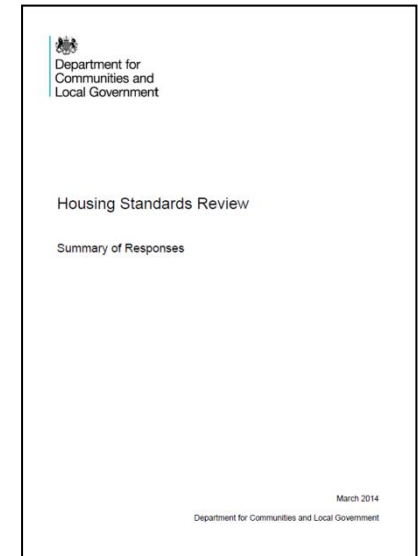 Department for
Communities and
Local Government
Housing Standards Review
Summary of Responses
March 2014
Department for Communities and Local Government